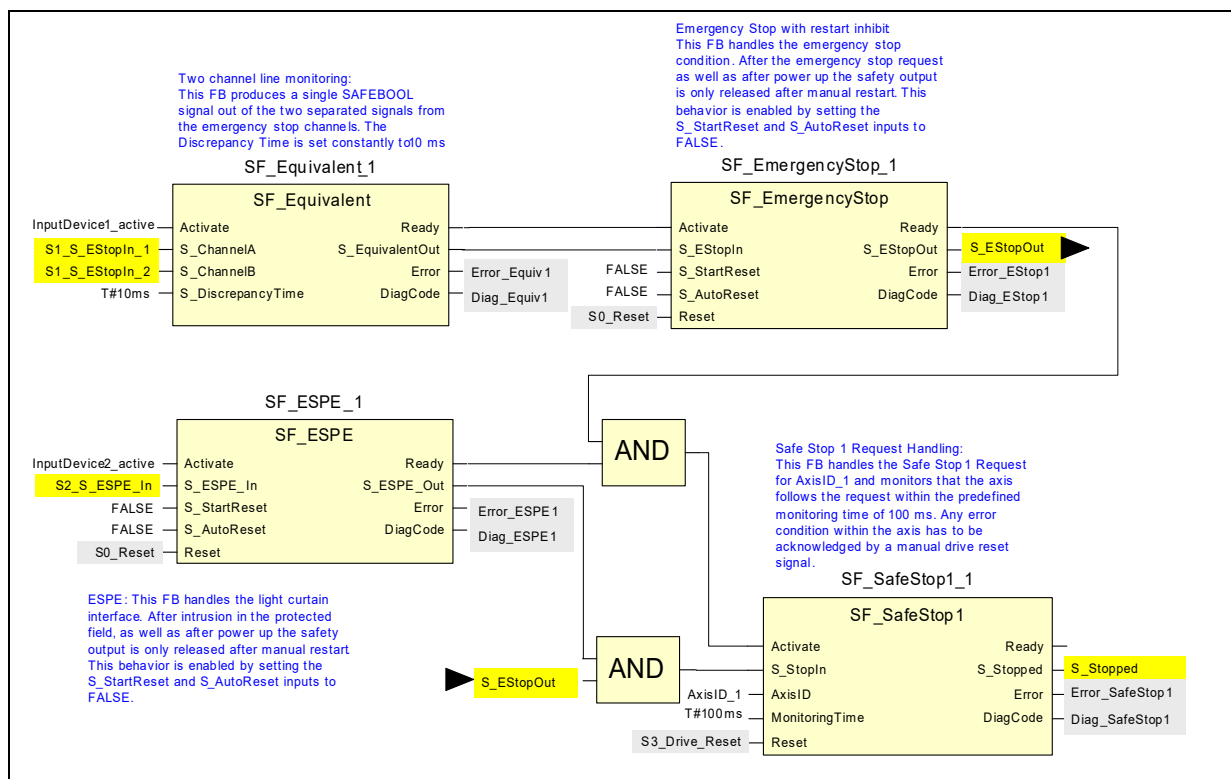 Emergency Stop with restart inhibit
This FB handles the emergency stop
condition. After the emergency stop request
as well as after power up the safety output
is only released after manual restart. This
behavior is enabled by setting the
S_StartReset and S_AutoReset inputs to
FALSE.
Two channel line monitoring:
This FB produces a single SAFEBOOL
signal out of the two separated signals from
the emergency stop channels. The
Discrepancy Time is set constantly to10 ms
SF_Equivalent_1
SF_Equivalent
InputDevice1_active
Activate
Ready
S1_S_EStopIn_1
S_ChannelA
S_EquivalentOut
S1_S_EStopIn_2
S_ChannelB
Error
Error_Equiv1
T#10ms
S_DiscrepancyTime
DiagCode
Diag_Equiv1
SF_EmergencyStop_1
SF_EmergencyStop
Activate
Ready
S_EStopIn
S_EStopOut
S_EStopOut
FALSE
S_StartReset
Error
Error_EStop1
FALSE
S_AutoReset
DiagCode
Diag_EStop1
S0_Reset
Reset
SF_ESPE_1
SF_ESPE
InputDevice2_active
Activate
Ready
S2_S_ESPE_In
S_ESPE_In
S_ESPE_Out
FALSE
S_StartReset
Error
Error_ESPE1
FALSE
S_AutoReset
DiagCode
Diag_ESPE1
S0_Reset
Reset
AND
Safe Stop 1 Request Handling:
This FB handles the Safe Stop1 Request
for AxisID_1 and monitors that the axis
follows the request within the predefined
monitoring time of 100 ms. Any error
condition within the axis has to be
acknowledged by a manual drive reset
signal.
ESPE: This FB handles the light curtain
interface. After intrusion in the protected
field, as well as after power up the safety
output is only released after manual restart
This behavior is enabled by setting the
S_StartReset and S_AutoReset inputs to
FALSE.
S_EStopOut
AND
SF_SafeStop1_1
SF_SafeStop1
Activate
Ready
S_StopIn
S_Stopped
S_Stopped
AxisID_1
AxisID
Error
Error_SafeStop1
T#100ms
MonitoringTime
DiagCode
Diag_SafeStop1
S3_Drive_Reset
Reset